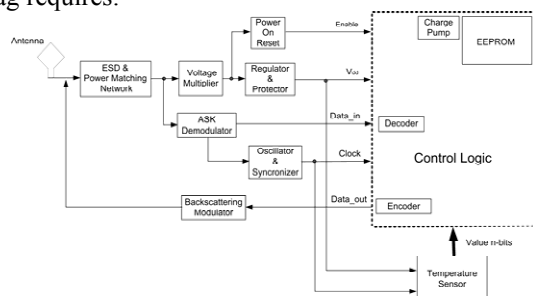 ag requires.
Antenna
ESD &
Power Matching
Network
Voltage
Multiplier
Power
On
Reset
Enable
Regulator
&
Protector
Vdd
ASK
Demodulator
Data_in
Oscillator
&
Syncronizer
Clock
Backscattering
Modulator
Data_out
Charge
Pump
EEPROM
Decoder
Control Logic
Encoder
Value n-bits
Temperature
Sensor